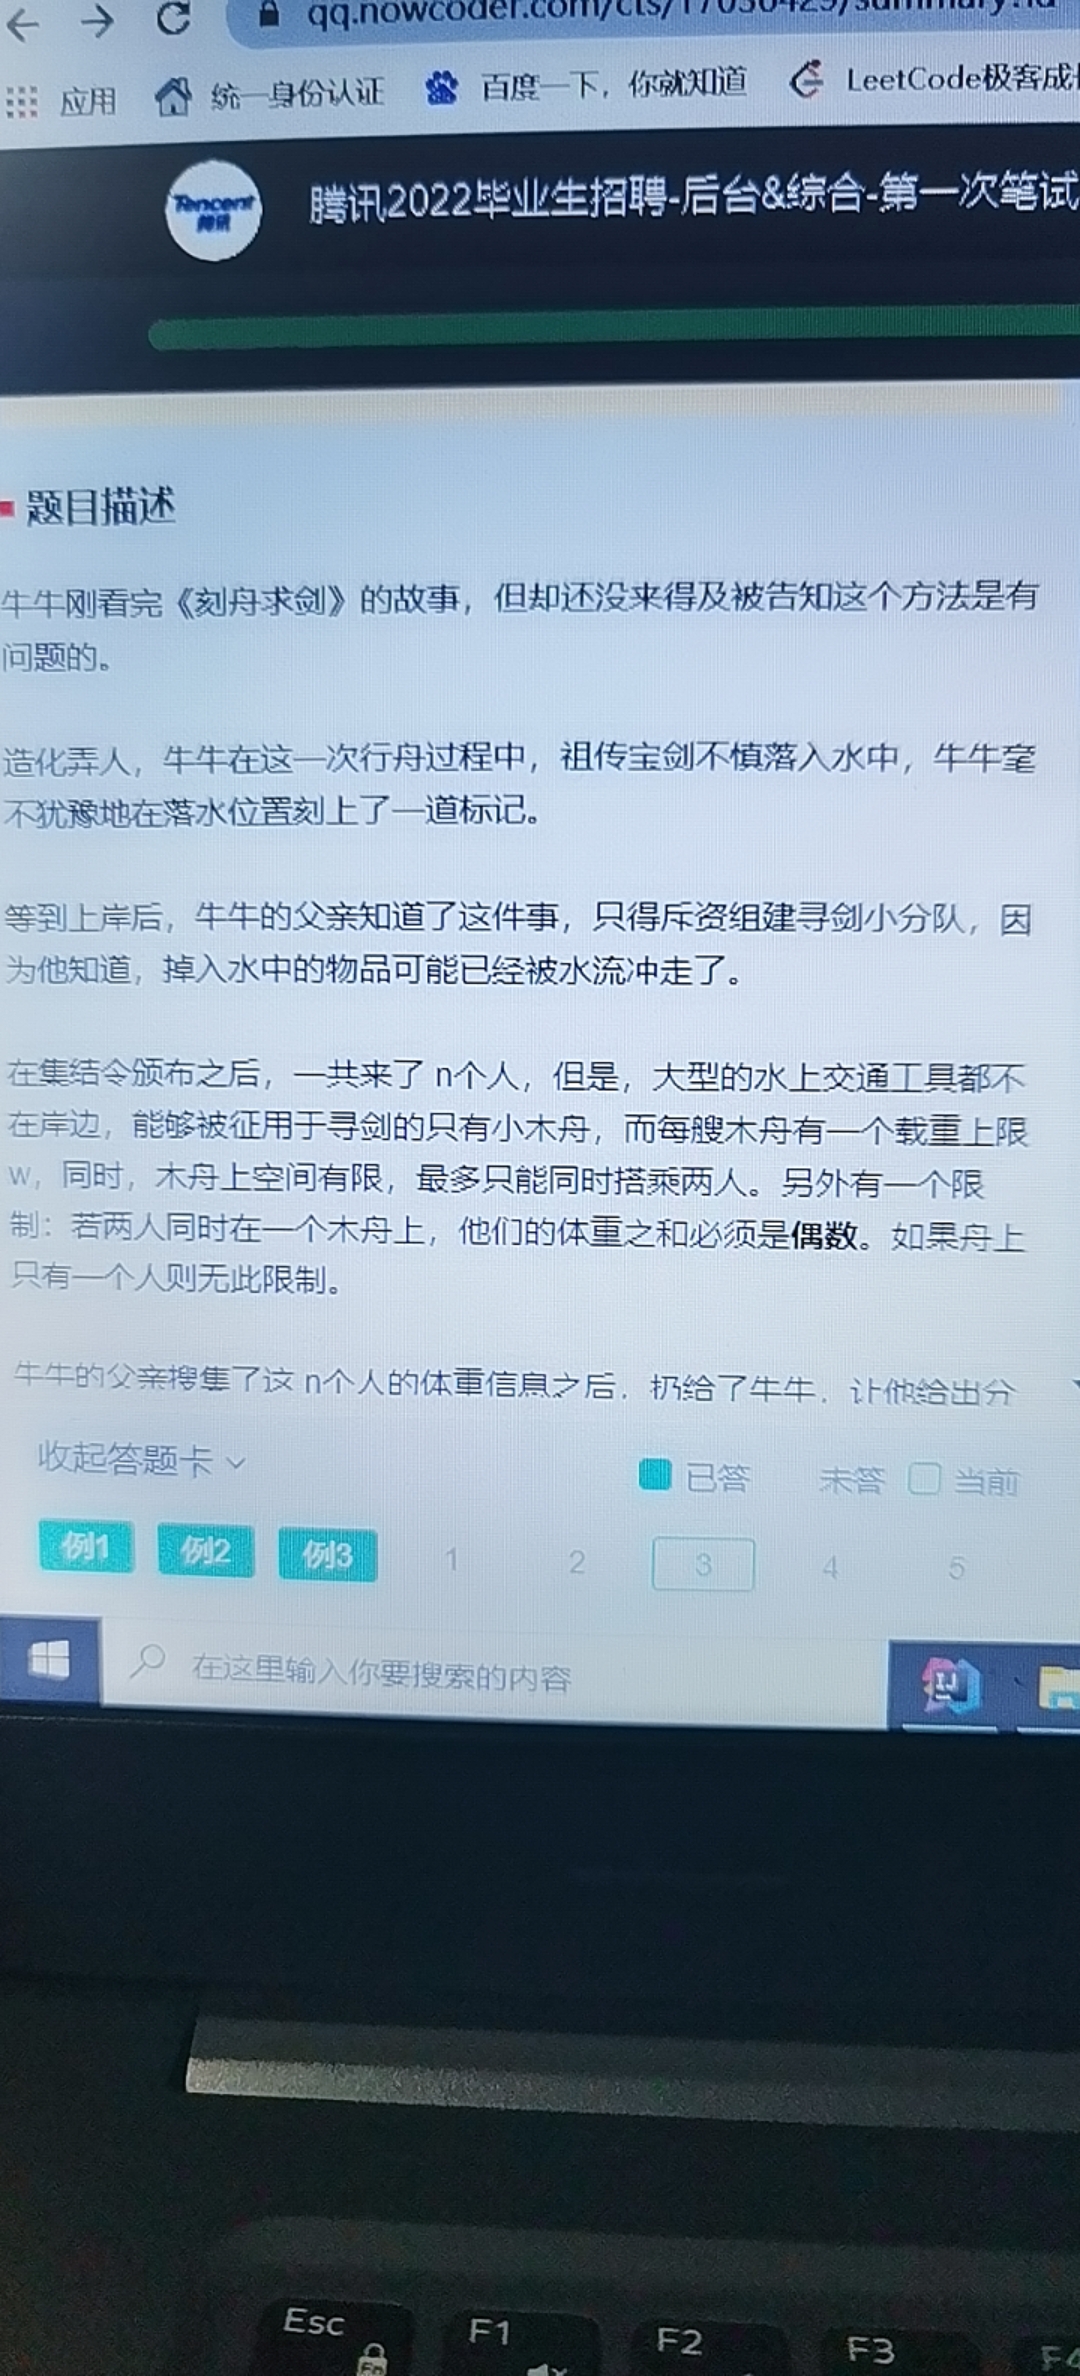 qq.nowcoder.com/cts/17056429/summary?id
应用 统一身份认证 百度一下，你就知道 LeetCode极客成
Tencent 腾讯
腾讯2022毕业生招聘-后台&综合-第一次笔试
题目描述
牛牛刚看完《刻舟求剑》的故事，但却还没来得及被告知这个方法是有
问题的。
造化弄人，牛牛在这一次行舟过程中，祖传宝剑不慎落入水中，牛牛毫
不犹豫地在落水位置刻上了一道标记。
等到上岸后，牛牛的父亲知道了这件事，只得斥资组建寻剑小分队，因
为他知道，掉入水中的物品可能已经被水流冲走了。
在集结令颁布之后，一共来了 n个人，但是，大型的水上交通工具都不
在岸边，能够被征用于寻剑的只有小木舟，而每艘木舟有一个载重上限
w，同时，木舟上空间有限，最多只能同时搭乘两人。另外有一个限
制：若两人同时在一个木舟上，他们的体重之和必须是偶数。如果舟上
只有一个人则无此限制。
牛牛的父亲搜集了这 n个人的体重信息之后，扔给了牛牛，让他给出分
收起答题卡
已答 未答 当前
例1 例2 例3 1 2 3 4 5
在这里输入你要搜索的内容
IJ
Esc F1 F2 F3 F4
Fn